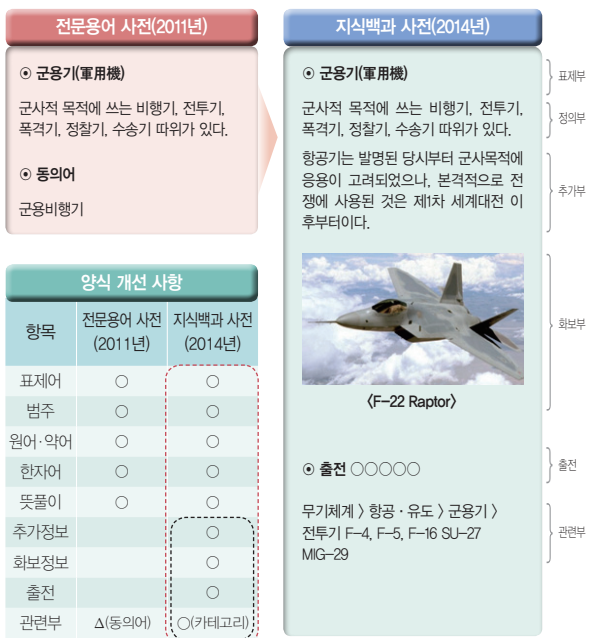 전문용어 사전(2011년)
⊙ 군용기(軍用機)
군사적 목적에 쓰는 비행기, 전투기,
폭격기, 정찰기, 수송기 따위가 있다.
⊙ 동의어
군용비행기
양식 개선 사항
항목 전문용어 사전 (2011년) 지식백과 사전 (2014년)
표제어 ○ ○
범주 ○ ○
원어·약어 ○ ○
한자어 ○ ○
뜻풀이 ○ ○
추가정보 ○
화보정보 ○
출전 ○
관련부 Δ(동의어) ○(카테고리)
지식백과 사전(2014년)
⊙ 군용기(軍用機)
군사적 목적에 쓰는 비행기, 전투기,
폭격기, 정찰기, 수송기 따위가 있다.
항공기는 발명된 당시부터 군사목적에
응용이 고려되었으나, 본격적으로 전
쟁에 사용된 것은 제1차 세계대전 이
후부터이다.
〈F-22 Raptor〉
⊙ 출전 ○○○○○
무기체계 〉 항공·유도 〉 군용기 〉
전투기 F-4, F-5, F-16 SU-27
MIG-29
표제부
정의부
추가부
화보부
출전
관련부